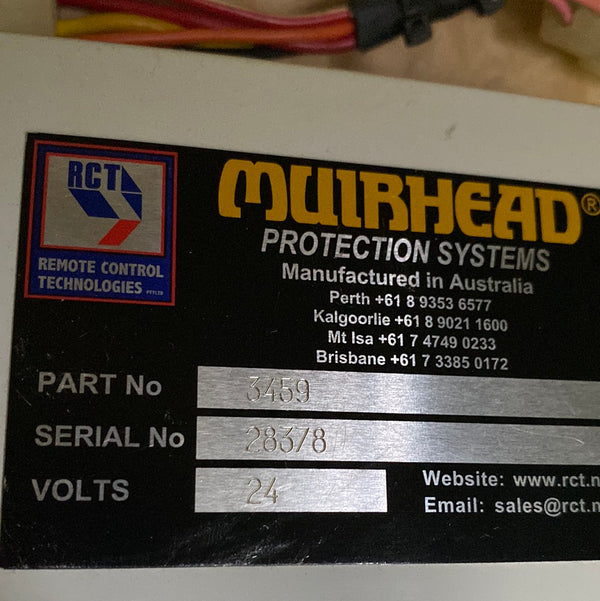 RCT
REMOTE CONTROL
TECHNOLOGIES PTY LTD
MUIRHEAD®
PROTECTION SYSTEMS
Manufactured in Australia
Perth +61 8 9353 6577
Kalgoorlie +61 8 9021 1600
Mt Isa +61 7 4749 0233
Brisbane +61 7 3385 0172
PART No 3459
SERIAL No 28378
VOLTS 24
Website: www.rct.n
Email: sales@rct.n